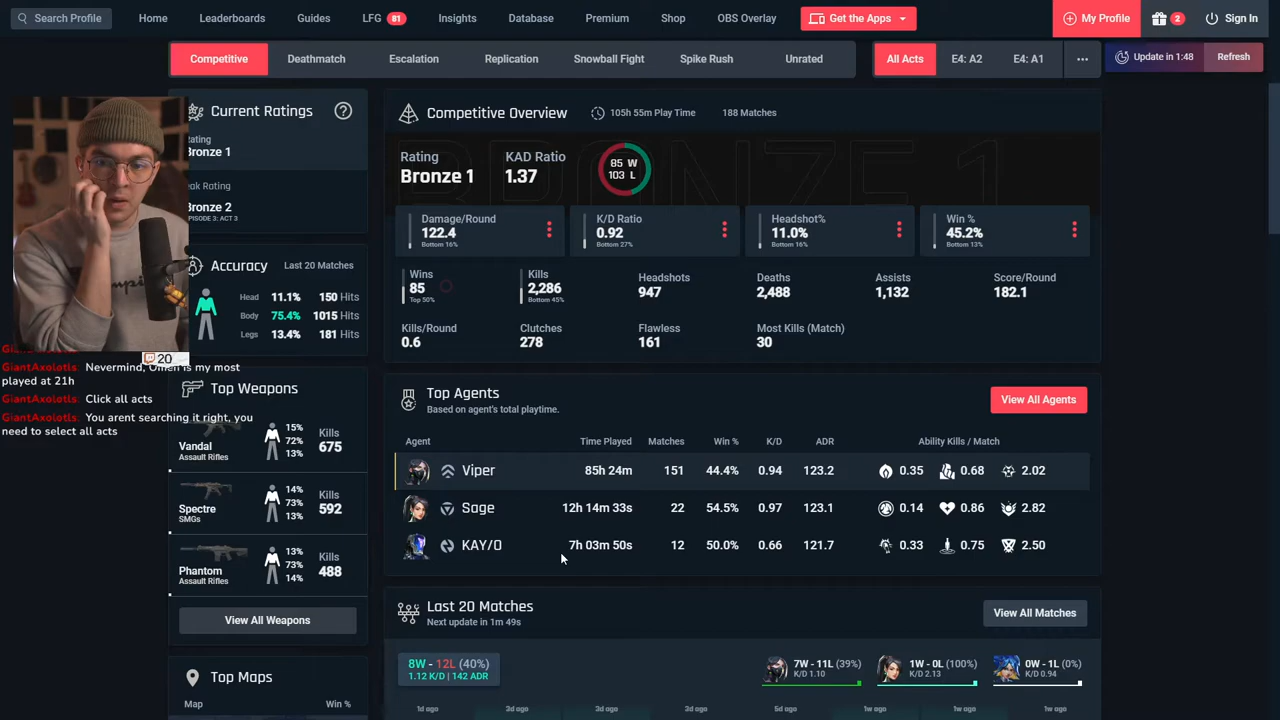 Search Profile
Home
Leaderboards
Guides
LFG 81
Insights
Database
Premium
Shop
OBS Overlay
Get the Apps
My Profile
2
Sign In
Competitive
Deathmatch
Escalation
Replication
Snowball Fight
Spike Rush
Unrated
All Acts
E4: A2
E4: A1
Update in 1:48
Refresh
Current Ratings
Rating
Bronze 1
Peak Rating
Bronze 2
EPISODE 3: ACT 3
Accuracy
Last 20 Matches
Head 11.1% 150 Hits
Body 75.4% 1015 Hits
Legs 13.4% 181 Hits
20
GiantAxolotls: Nevermind, Omen is my most
played at 21h
GiantAxolotls: Click all acts
GiantAxolotls: You arent searching it right, you
need to select all acts
Top Weapons
Vandal
Assault Rifles
15%
72%
13%
Kills
675
Spectre
SMGs
14%
73%
13%
Kills
592
Phantom
Assault Rifles
13%
73%
14%
Kills
488
View All Weapons
Top Maps
Map Win %
Competitive Overview
105h 55m Play Time
188 Matches
BRONZE 1
Rating
Bronze 1
KAD Ratio
1.37
85 W
103 L
Damage/Round
122.4
Bottom 16%
K/D Ratio
0.92
Bottom 27%
Headshot%
11.0%
Bottom 16%
Win %
45.2%
Bottom 13%
Wins
85
Top 50%
Kills
2,286
Bottom 45%
Headshots
947
Deaths
2,488
Assists
1,132
Score/Round
182.1
Kills/Round
0.6
Clutches
278
Flawless
161
Most Kills (Match)
30
Top Agents
Based on agent's total playtime.
View All Agents
Agent Time Played Matches Win % K/D ADR Ability Kills / Match
Viper 85h 24m 151 44.4% 0.94 123.2 0.35 0.68 2.02
Sage 12h 14m 33s 22 54.5% 0.97 123.1 0.14 0.86 2.82
KAY/O 7h 03m 50s 12 50.0% 0.66 121.7 0.33 0.75 2.50
Last 20 Matches
Next update in 1m 49s
View All Matches
8W - 12L (40%)
1.12 K/D | 142 ADR
7W - 11L (39%)
K/D 1.10
1W - 0L (100%)
K/D 2.13
0W - 1L (0%)
K/D 0.94
1d ago
3d ago
3d ago
3d ago
5d ago
1w ago
1w ago
1w ago